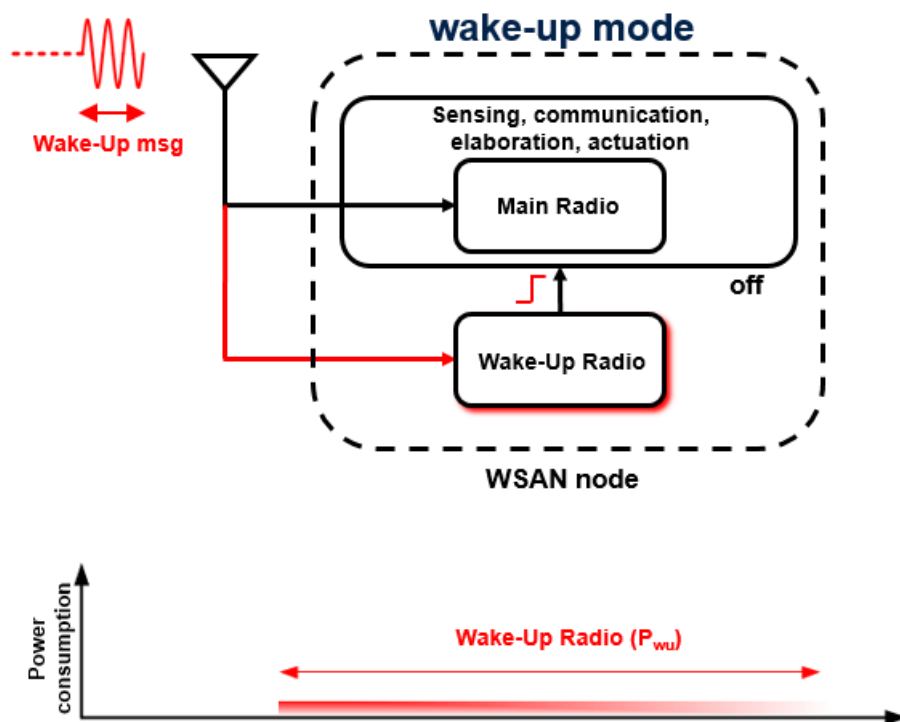 wake-up mode
Wake-Up msg
Sensing, communication,
elaboration, actuation
Main Radio
off
Wake-Up Radio
WSAN node
Power
consumption
Wake-Up Radio (Pwu)